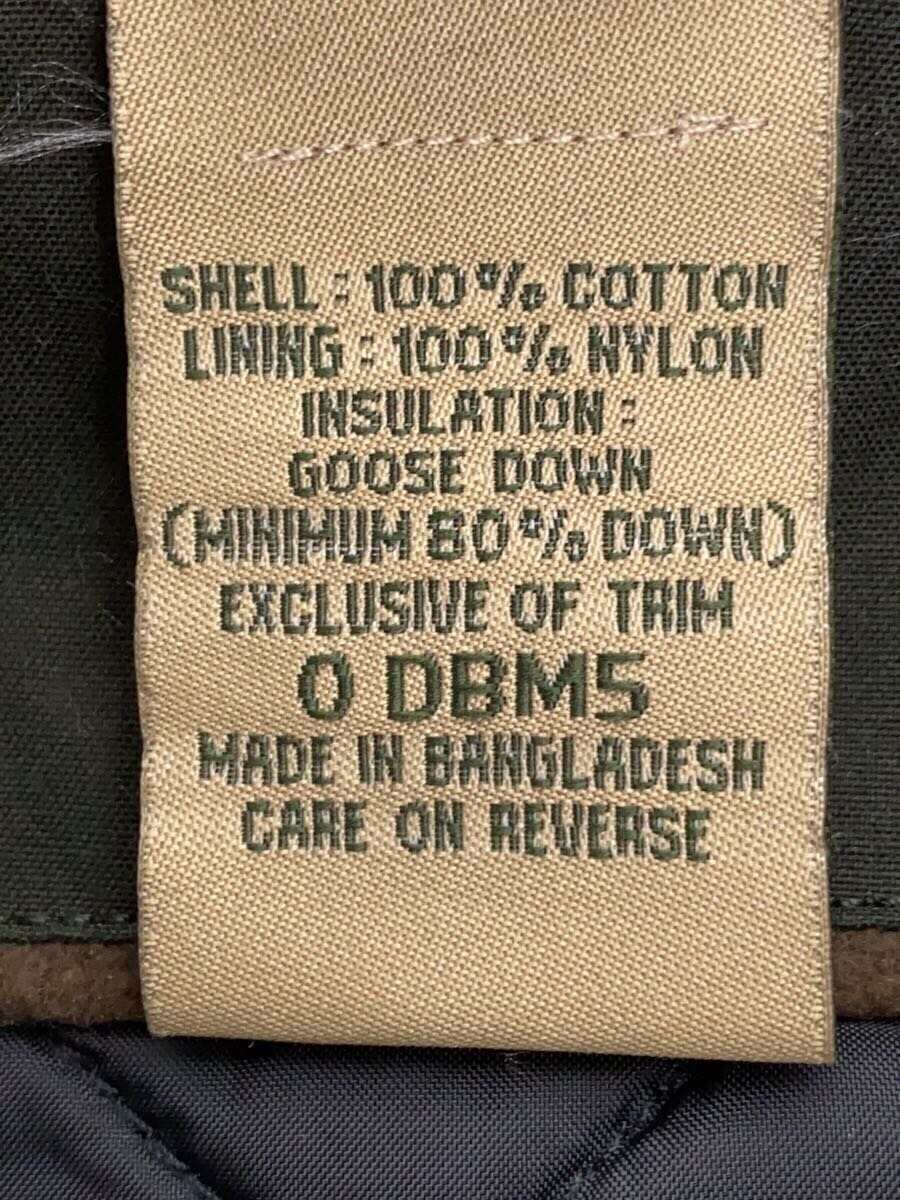 SHELL : 100% COTTON
LINING : 100% NYLON
INSULATION :
GOOSE DOWN
(MINIMUM 80% DOWN)
EXCLUSIVE OF TRIM
0 DBM5
MADE IN BANGLADESH
CARE ON REVERSE